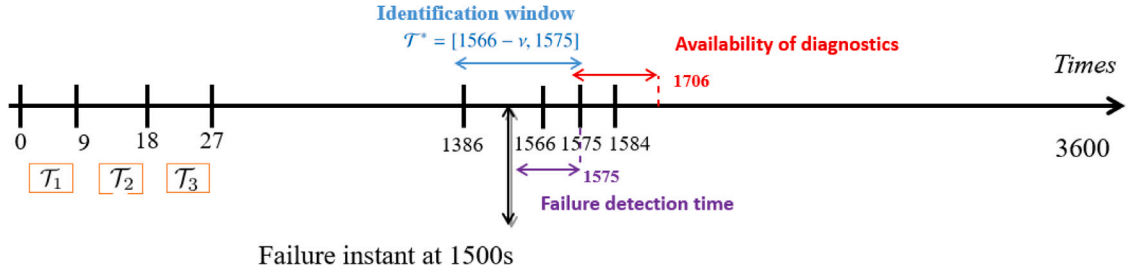 Identification window
𝒯* = [1566 − ν, 1575]
Availability of diagnostics
1706
Times
0 9 18 27 1386 1566 1575 1584 3600
𝒯₁ 𝒯₂ 𝒯₃
1575
Failure detection time
Failure instant at 1500s